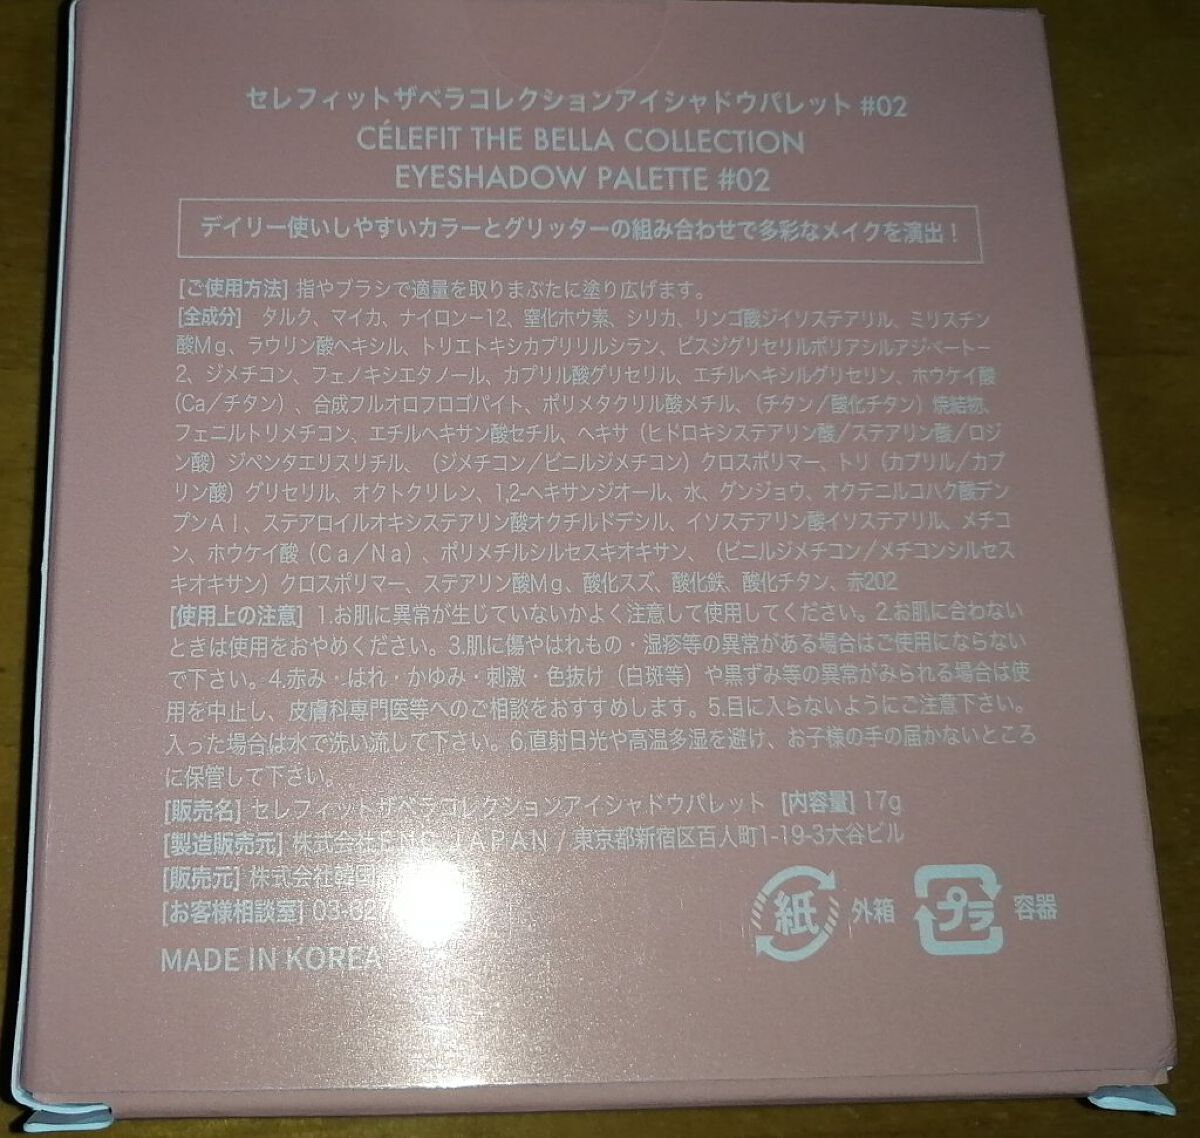 セレフィットザベラコレクションアイシャドウパレット #02
CÉLEFIT THE BELLA COLLECTION
EYESHADOW PALETTE #02
デイリー使いしやすいカラーとグリッターの組み合わせで多彩なメイクを演出！
[ご使用方法] 指やブラシで適量を取りまぶたに塗り広げます。
[全成分] タルク、マイカ、ナイロン－12、窒化ホウ素、シリカ、リンゴ酸ジイソステアリル、ミリスチン
酸Ｍｇ、ラウリン酸ヘキシル、トリエトキシカプリリルシラン、ビスジグリセリルポリアシルアジペート－
2、ジメチコン、フェノキシエタノール、カプリル酸グリセリル、エチルヘキシルグリセリン、ホウケイ酸
（Ca／チタン）、合成フルオロフロゴパイト、ポリメタクリル酸メチル、（チタン／酸化チタン）焼結物、
フェニルトリメチコン、エチルヘキサン酸セチル、ヘキサ（ヒドロキシステアリン酸／ステアリン酸／ロジ
ン酸）ジペンタエリスリチル、（ジメチコン／ビニルジメチコン）クロスポリマー、トリ（カプリル／カプ
リン酸）グリセリル、オクトクリレン、1,2-ヘキサンジオール、水、グンジョウ、オクテニルコハク酸デン
プンＡｌ、ステアロイルオキシステアリン酸オクチルドデシル、イソステアリン酸イソステアリル、メチコ
ン、ホウケイ酸（Ｃａ／Ｎａ）、ポリメチルシルセスキオキサン、（ビニルジメチコン／メチコンシルセス
キオキサン）クロスポリマー、ステアリン酸Ｍｇ、酸化スズ、酸化鉄、酸化チタン、赤202
[使用上の注意] 1.お肌に異常が生じていないかよく注意して使用してください。2.お肌に合わない
ときは使用をおやめください。3.肌に傷やはれもの・湿疹等の異常がある場合はご使用にならない
で下さい。4.赤み・はれ・かゆみ・刺激・色抜け（白斑等）や黒ずみ等の異常がみられる場合は使
用を中止し、皮膚科専門医等へのご相談をおすすめします。5.目に入らないようにご注意下さい。
入った場合は水で洗い流して下さい。6.直射日光や高温多湿を避け、お子様の手の届かないところ
に保管して下さい。
[販売名] セレフィットザベラコレクションアイシャドウパレット [内容量] 17g
[製造販売元] 株式会社 JAPAN / 東京都新宿区百人町1-19-3大谷ビル
[販売元] 株式会社韓国
[お客様相談室] 03-62
紙 外箱 プラ 容器
MADE IN KOREA